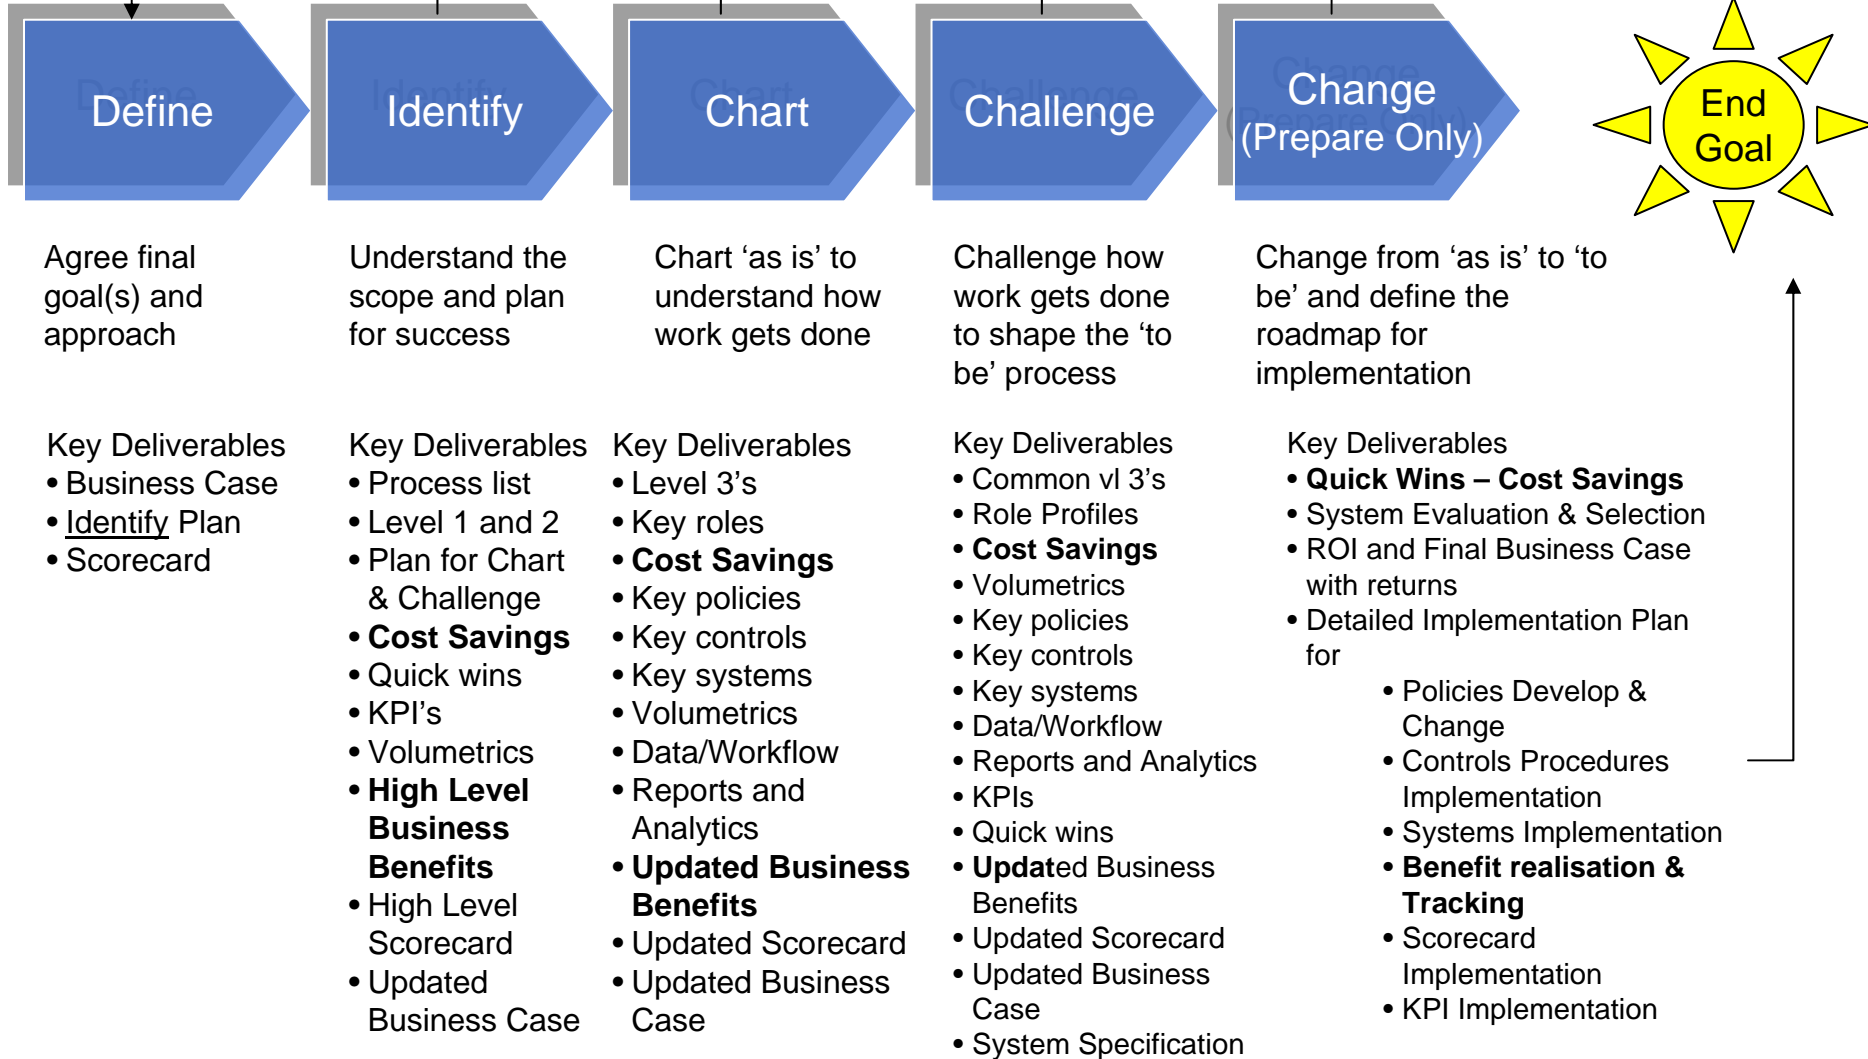 Define
Identify
Chart
Challenge
Change
(Prepare Only)
End
Goal
Agree final
goal(s) and
approach
Understand the
scope and plan
for success
Chart ‘as is’ to
understand how
work gets done
Challenge how
work gets done
to shape the ‘to
be’ process
Change from ‘as is’ to ‘to
be’ and define the
roadmap for
implementation
Key Deliverables
• Business Case
• Identify Plan
• Scorecard
Key Deliverables
• Process list
• Level 1 and 2
• Plan for Chart
& Challenge
• Cost Savings
• Quick wins
• KPI’s
• Volumetrics
• High Level
Business
Benefits
• High Level
Scorecard
• Updated
Business Case
Key Deliverables
• Level 3’s
• Key roles
• Cost Savings
• Key policies
• Key controls
• Key systems
• Volumetrics
• Data/Workflow
• Reports and
Analytics
• Updated Business
Benefits
• Updated Scorecard
• Updated Business
Case
Key Deliverables
• Common vl 3’s
• Role Profiles
• Cost Savings
• Volumetrics
• Key policies
• Key controls
• Key systems
• Data/Workflow
• Reports and Analytics
• KPIs
• Quick wins
• Updated Business
Benefits
• Updated Scorecard
• Updated Business
Case
• System Specification
Key Deliverables
• Quick Wins – Cost Savings
• System Evaluation & Selection
• ROI and Final Business Case
with returns
• Detailed Implementation Plan
for
• Policies Develop &
Change
• Controls Procedures
Implementation
• Systems Implementation
• Benefit realisation &
Tracking
• Scorecard
Implementation
• KPI Implementation